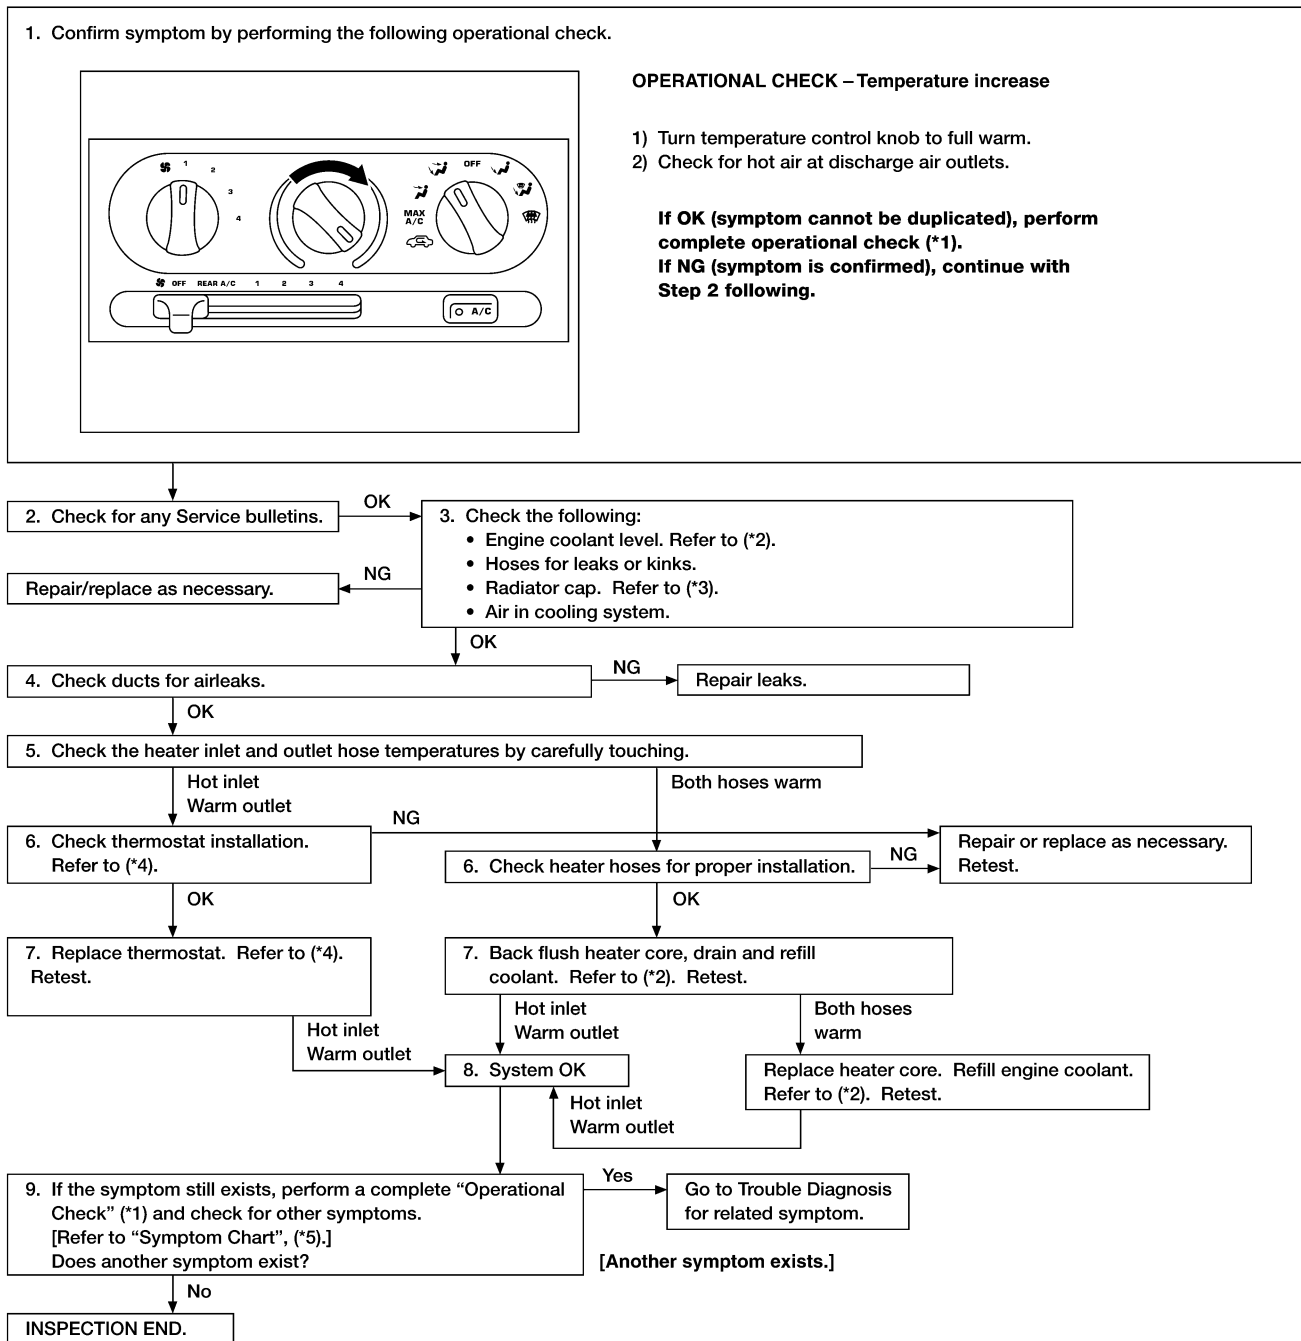 1. Confirm symptom by performing the following operational check.
OPERATIONAL CHECK – Temperature increase
1) Turn temperature control knob to full warm.
2) Check for hot air at discharge air outlets.
If OK (symptom cannot be duplicated), perform
complete operational check (*1).
If NG (symptom is confirmed), continue with
Step 2 following.
1
2
3
4
OFF
MAX
A/C
OFF REAR A/C 1 2 3 4
A/C
2. Check for any Service bulletins.
OK
3. Check the following:
• Engine coolant level. Refer to (*2).
• Hoses for leaks or kinks.
• Radiator cap. Refer to (*3).
• Air in cooling system.
NG
Repair/replace as necessary.
OK
4. Check ducts for airleaks.
NG
Repair leaks.
OK
5. Check the heater inlet and outlet hose temperatures by carefully touching.
Hot inlet
Warm outlet
Both hoses warm
6. Check thermostat installation.
Refer to (*4).
NG
6. Check heater hoses for proper installation.
NG
Repair or replace as necessary.
Retest.
OK
OK
7. Replace thermostat. Refer to (*4).
Retest.
7. Back flush heater core, drain and refill
coolant. Refer to (*2). Retest.
Hot inlet
Warm outlet
Hot inlet
Warm outlet
Both hoses
warm
8. System OK
Replace heater core. Refill engine coolant.
Refer to (*2). Retest.
Hot inlet
Warm outlet
9. If the symptom still exists, perform a complete “Operational
Check” (*1) and check for other symptoms.
[Refer to “Symptom Chart”, (*5).]
Does another symptom exist?
Yes
Go to Trouble Diagnosis
for related symptom.
[Another symptom exists.]
No
INSPECTION END.